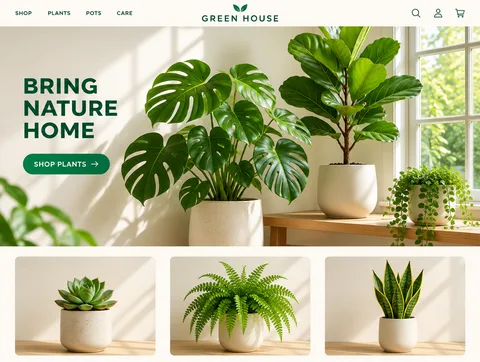 SHOP PLANTS POTS CARE
GREEN HOUSE
BRING
NATURE
HOME
SHOP PLANTS →